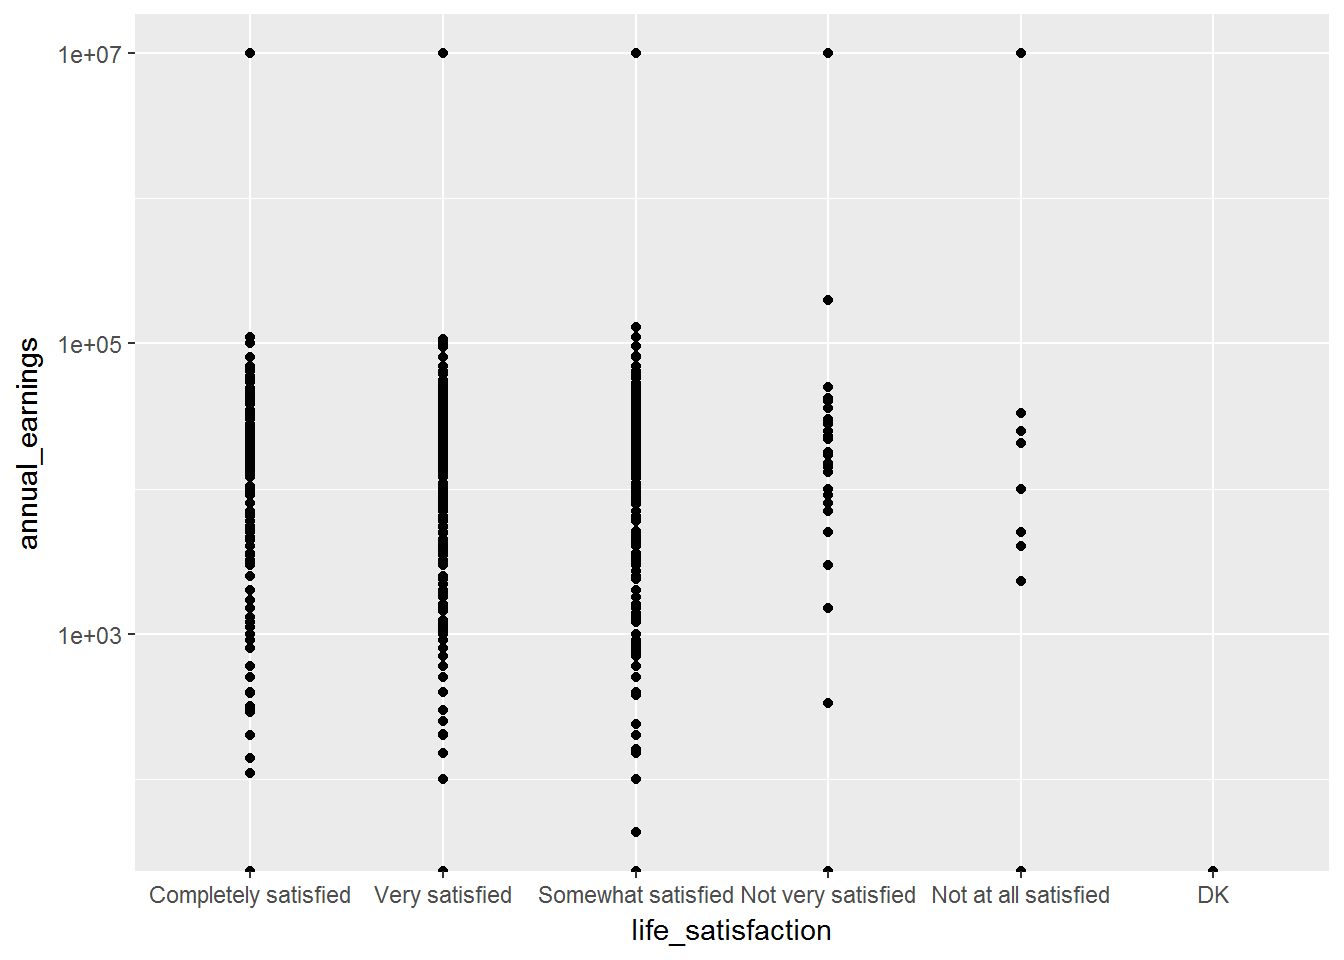 1e+07
1e+05
1e+03
annual_earnings
Completely satisfied Very satisfied Somewhat satisfied Not very satisfied Not at all satisfied DK
life_satisfaction